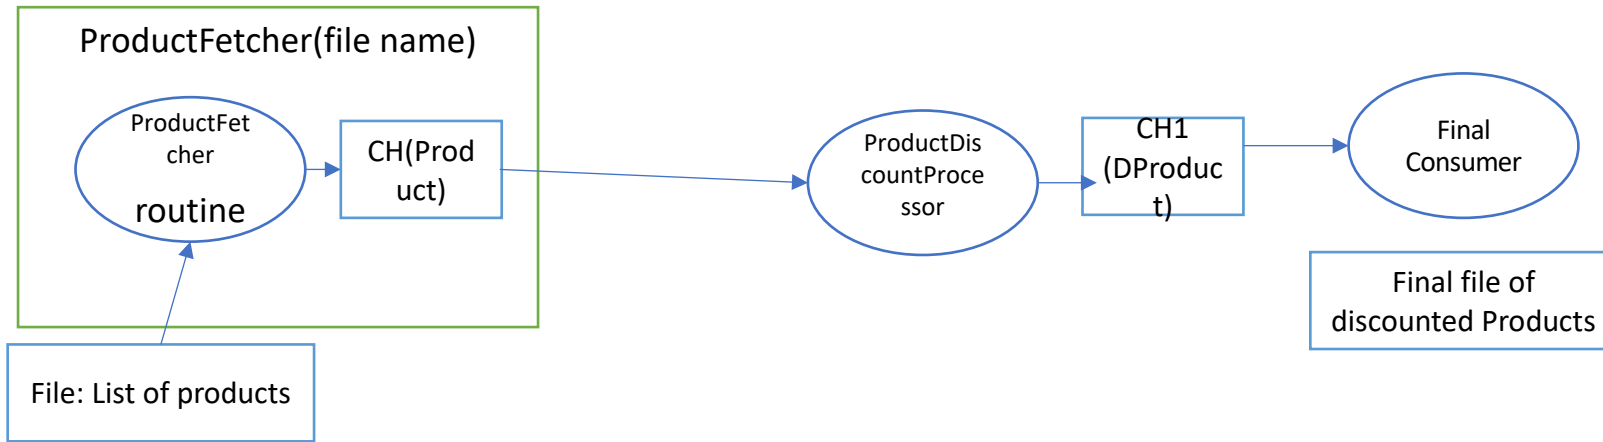 ProductFetcher(file name)
ProductFet
cher
routine
CH(Prod
uct)
File: List of products
ProductDis
countProce
ssor
CH1
(DProduc
t)
Final
Consumer
Final file of
discounted Products